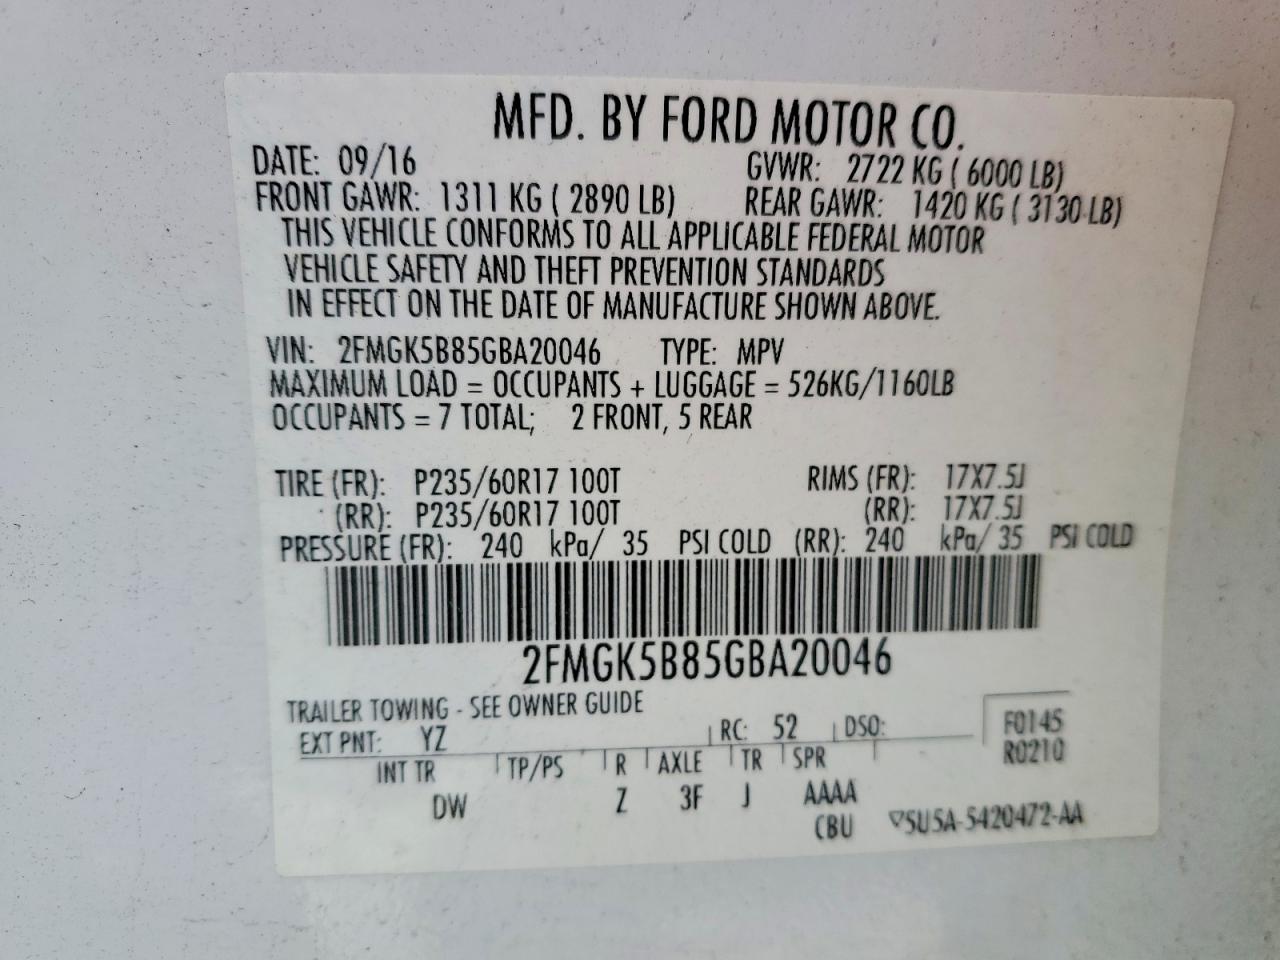 MFD. BY FORD MOTOR CO.
DATE: 09/16 GVWR: 2722 KG ( 6000 LB)
FRONT GAWR: 1311 KG ( 2890 LB) REAR GAWR: 1420 KG ( 3130 LB)
THIS VEHICLE CONFORMS TO ALL APPLICABLE FEDERAL MOTOR
VEHICLE SAFETY AND THEFT PREVENTION STANDARDS
IN EFFECT ON THE DATE OF MANUFACTURE SHOWN ABOVE.
VIN: 2FMGK5B85GBA20046 TYPE: MPV
MAXIMUM LOAD = OCCUPANTS + LUGGAGE = 526KG/1160LB
OCCUPANTS = 7 TOTAL; 2 FRONT, 5 REAR
TIRE (FR): P235/60R17 100T RIMS (FR): 17X7.5J
(RR): P235/60R17 100T (RR): 17X7.5J
PRESSURE (FR): 240 kPa/ 35 PSI COLD (RR): 240 kPa/ 35 PSI COLD
2FMGK5B85GBA20046
TRAILER TOWING - SEE OWNER GUIDE
EXT PNT: YZ RC: 52 DSO: F0145
R0210
INT TR TP/PS R AXLE TR SPR
DW Z 3F J AAAA
CBU 5U5A-5420472-AA